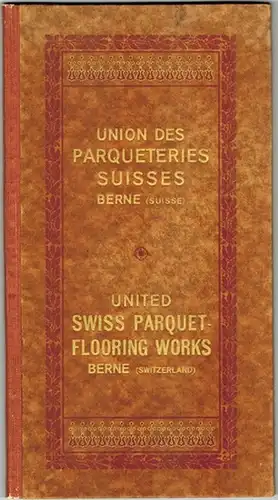 UNION DES
PARQUETERIES
SUISSES
BERNE (SUISSE)
UNITED
SWISS PARQUET-
FLOORING WORKS
BERNE (SWITZERLAND)